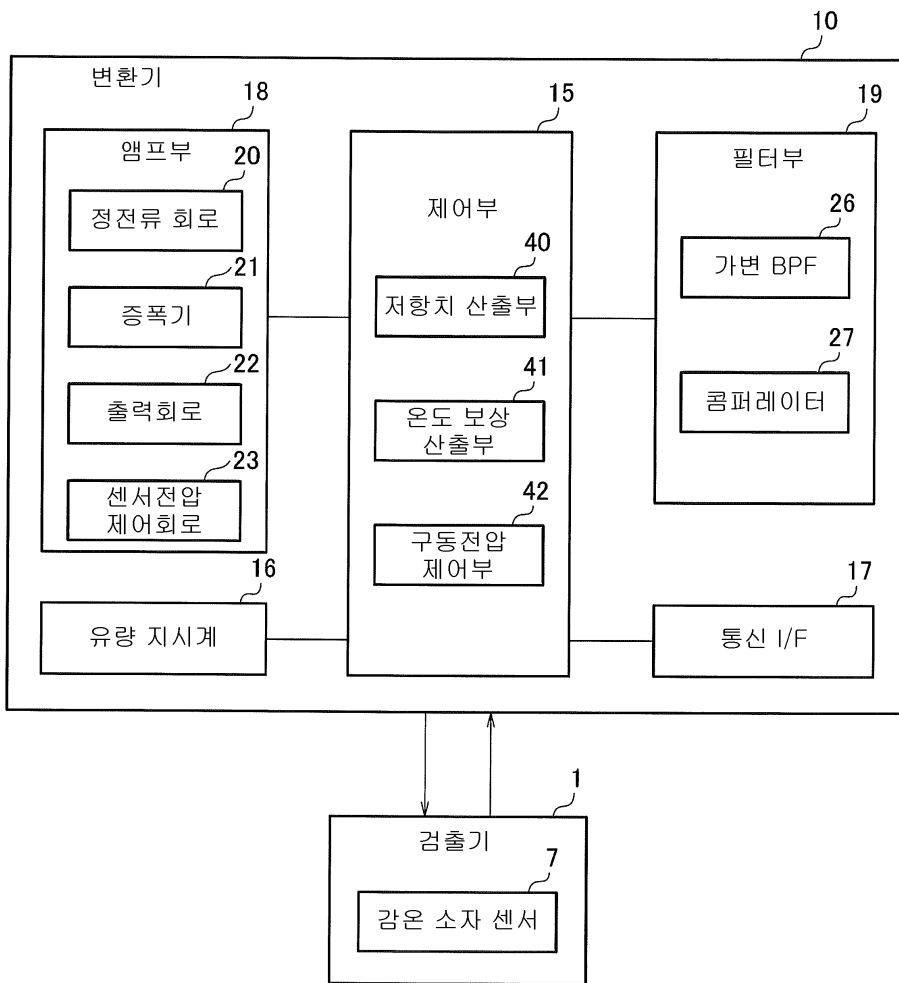 10
변환기
18
앰프부
20
정전류 회로
21
증폭기
22
출력회로
23
센서전압
제어회로
16
유량 지시계
15
제어부
40
저항치 산출부
41
온도 보상
산출부
42
구동전압
제어부
19
필터부
26
가변 BPF
27
콤퍼레이터
17
통신 I/F
1
검출기
7
감온 소자 센서